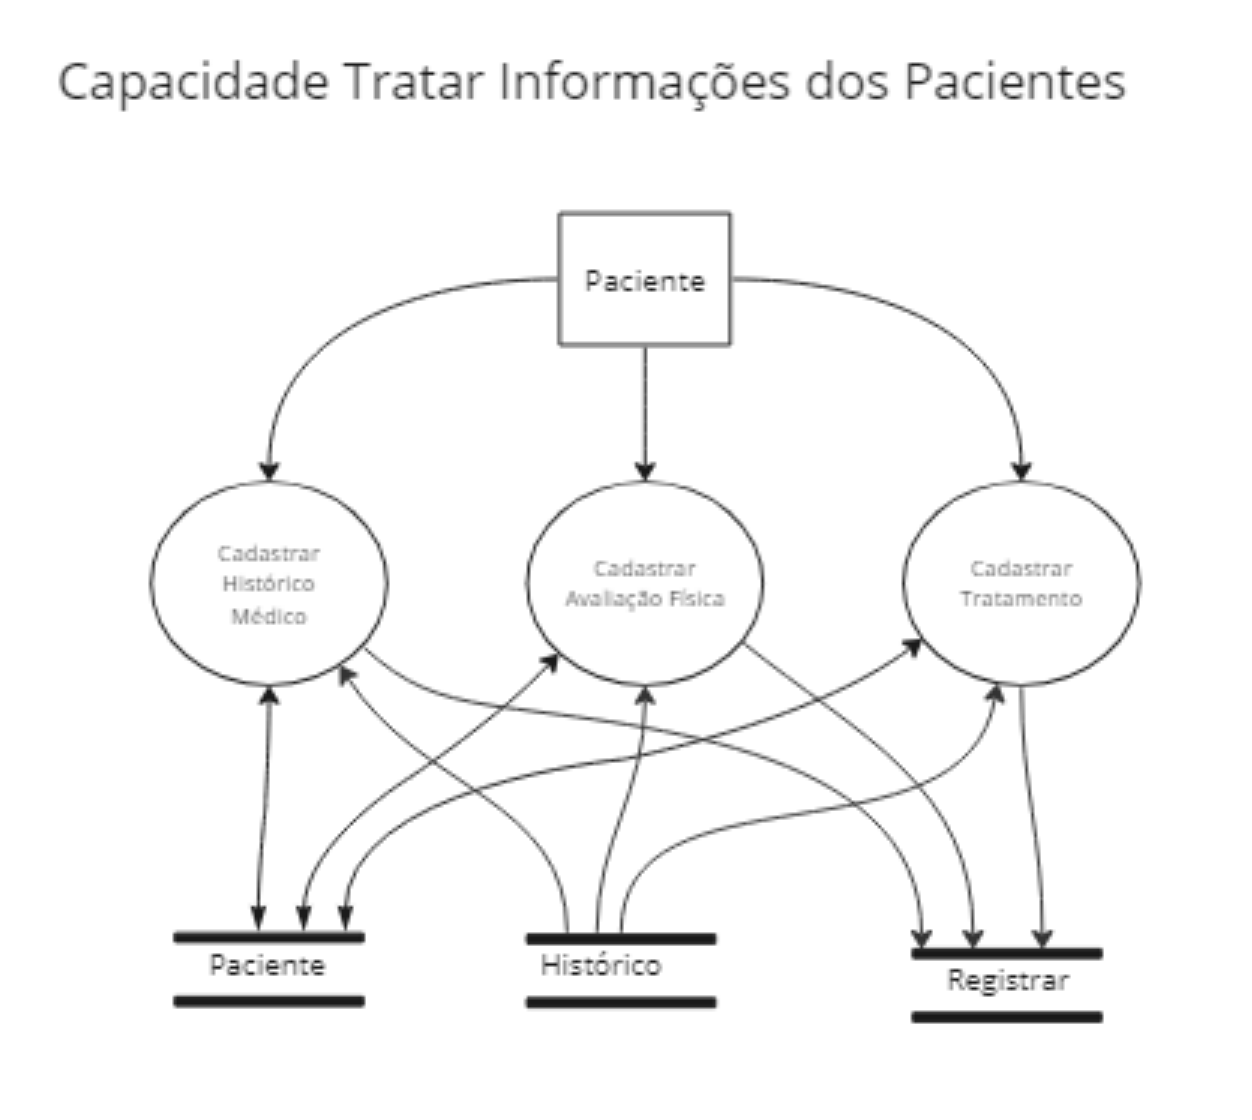 Capacidade Tratar Informações dos Pacientes
Paciente
Cadastrar
Histórico
Médico
Cadastrar
Avaliação Física
Cadastrar
Tratamento
Paciente
Histórico
Registrar